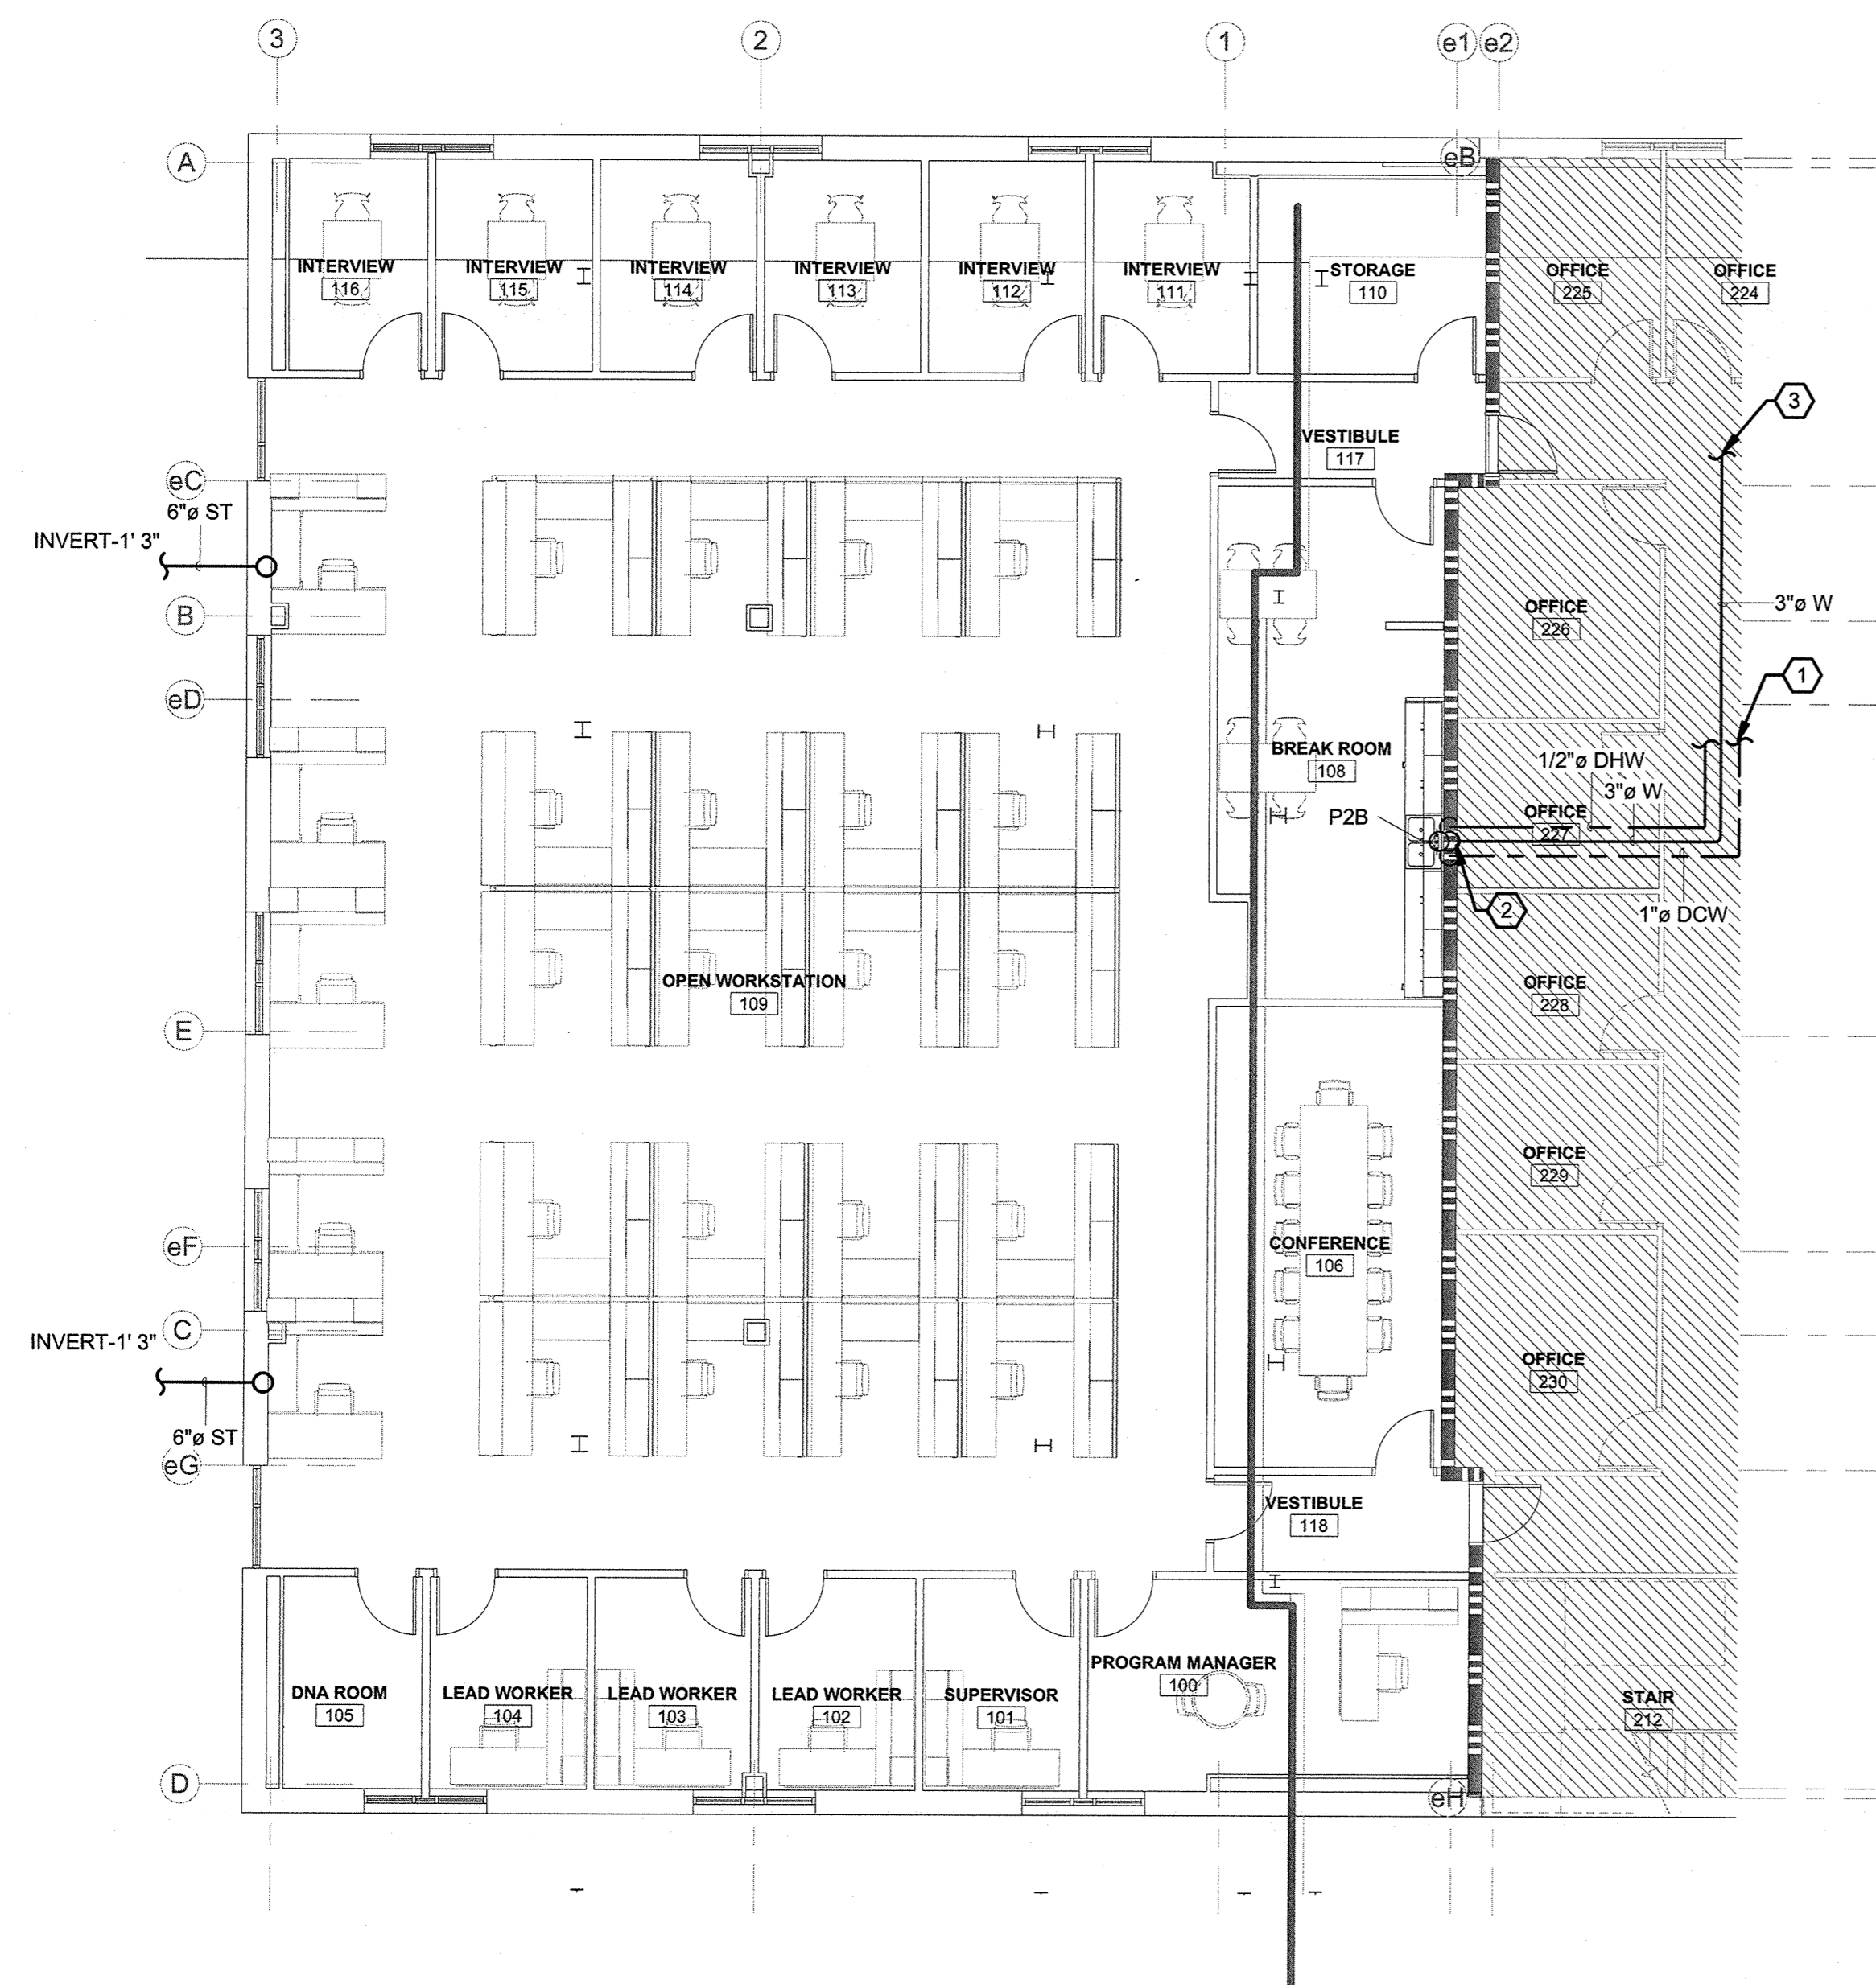 3
2
1
e1
e2
A
eB
INTERVIEW
116
INTERVIEW
115
INTERVIEW
114
INTERVIEW
113
INTERVIEW
112
INTERVIEW
111
STORAGE
110
OFFICE
225
OFFICE
224
3
VESTIBULE
117
eC
6"ø ST
INVERT-1' 3"
B
OFFICE
226
3"ø W
1
eD
BREAK ROOM
108
1/2"ø DHW
3"ø W
P2B
OFFICE
227
2
1"ø DCW
OPEN WORKSTATION
109
OFFICE
228
E
OFFICE
229
eF
CONFERENCE
106
C
INVERT-1' 3"
OFFICE
230
6"ø ST
eG
VESTIBULE
118
PROGRAM MANAGER
100
DNA ROOM
105
LEAD WORKER
104
LEAD WORKER
103
LEAD WORKER
102
SUPERVISOR
101
STAIR
212
D
eH